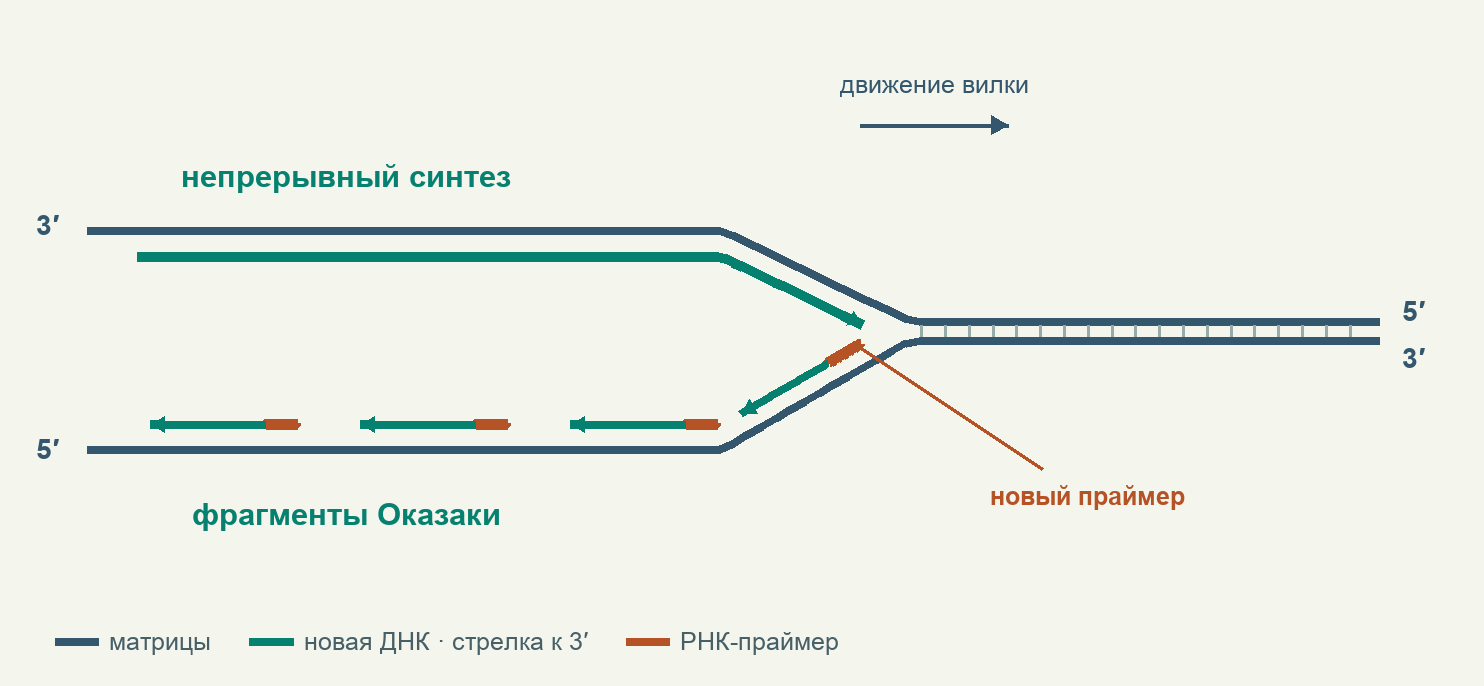 движение вилки
непрерывный синтез
3′
5′
3′
5′
новый праймер
фрагменты Оказаки
матрицы
новая ДНК · стрелка к 3′
РНК-праймер